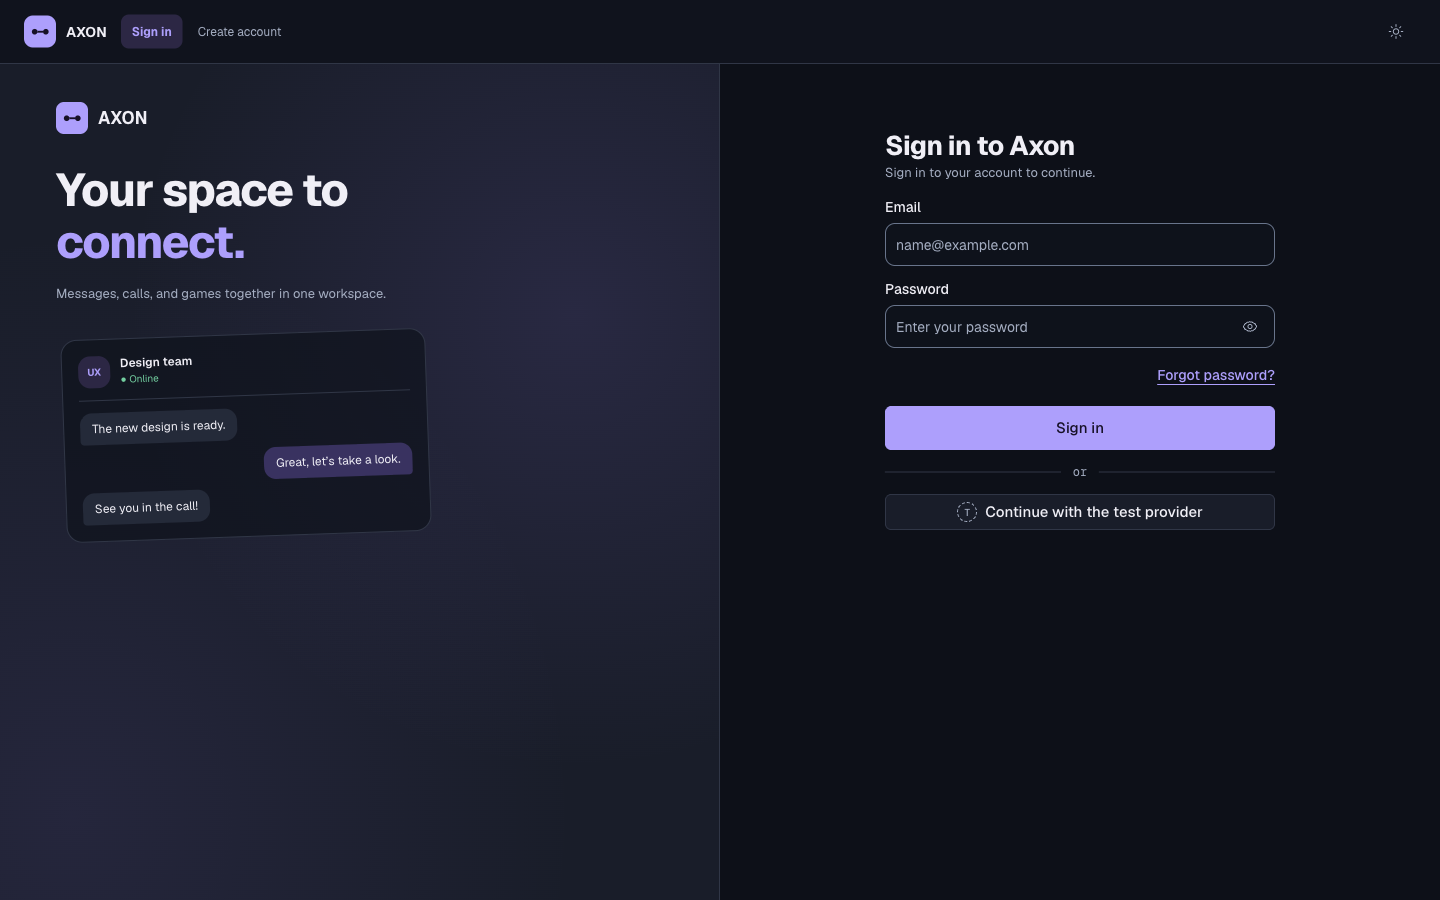 AXON
Sign in
Create account
AXON
Your space to
connect.
Messages, calls, and games together in one workspace.
UX
Design team
● Online
The new design is ready.
Great, let's take a look.
See you in the call!
Sign in to Axon
Sign in to your account to continue.
Email
name@example.com
Password
Enter your password
Forgot password?
Sign in
or
T
Continue with the test provider